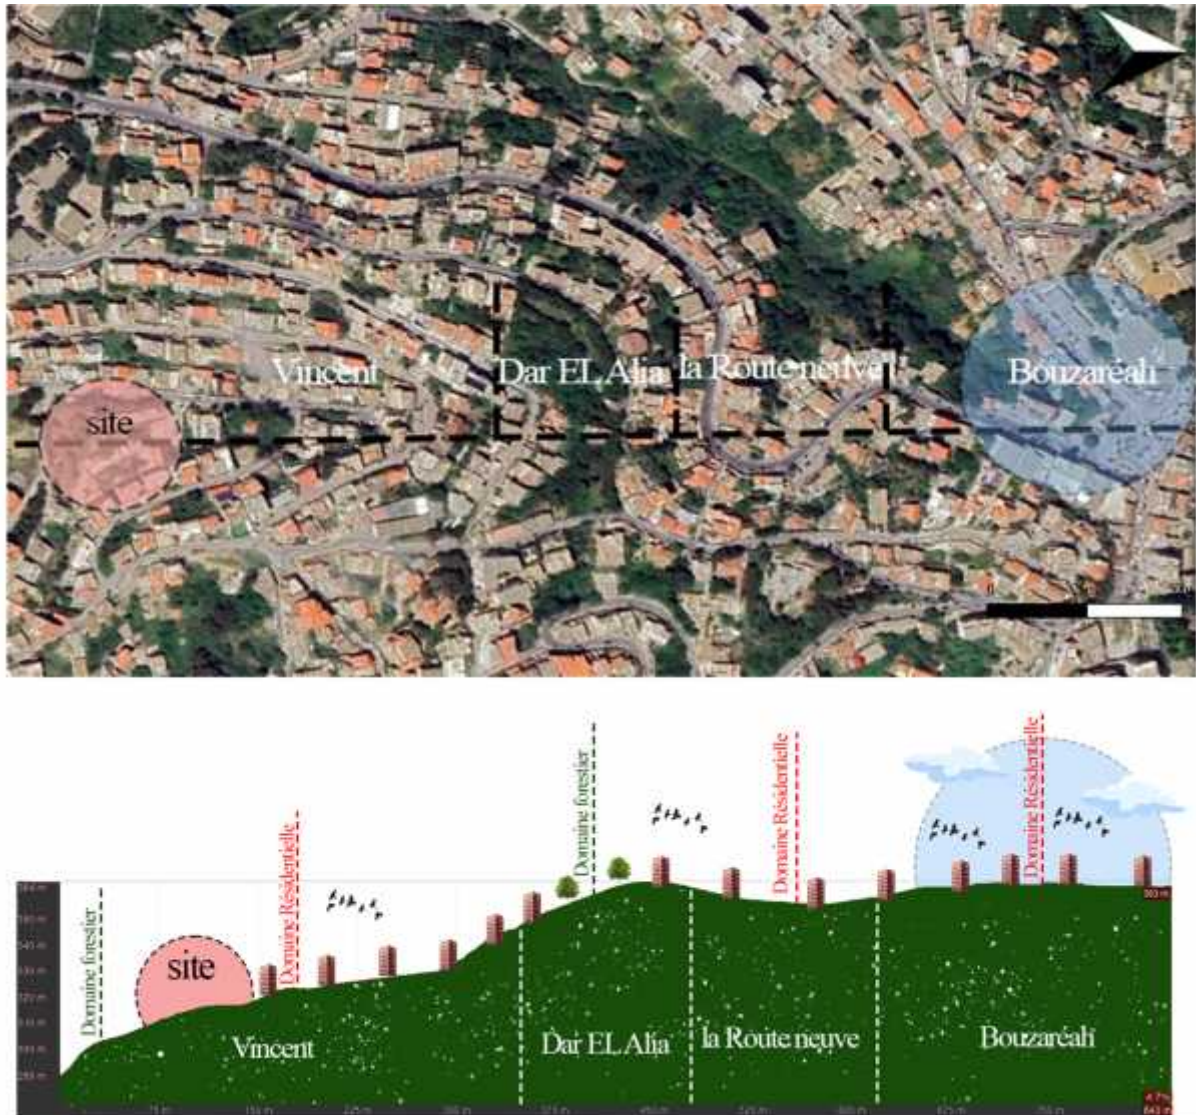 Vincent
Dar EL Alia
la Route neuve
Bouzaréah
site
Domaine forestier
Domaine Résidentielle
Domaine forestier
Domaine Résidentielle
Domaine Résidentielle
site
Vincent
Dar EL Alia
la Route neuve
Bouzaréah